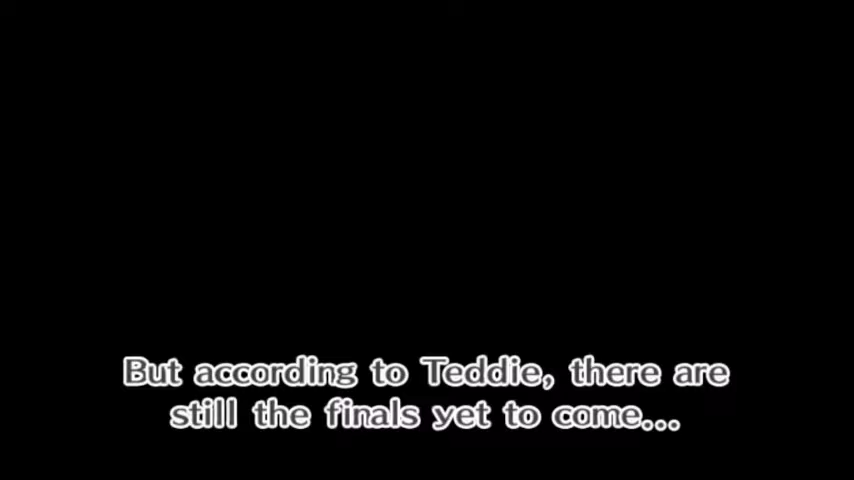 But according to Teddie, there are
still the finals yet to come...